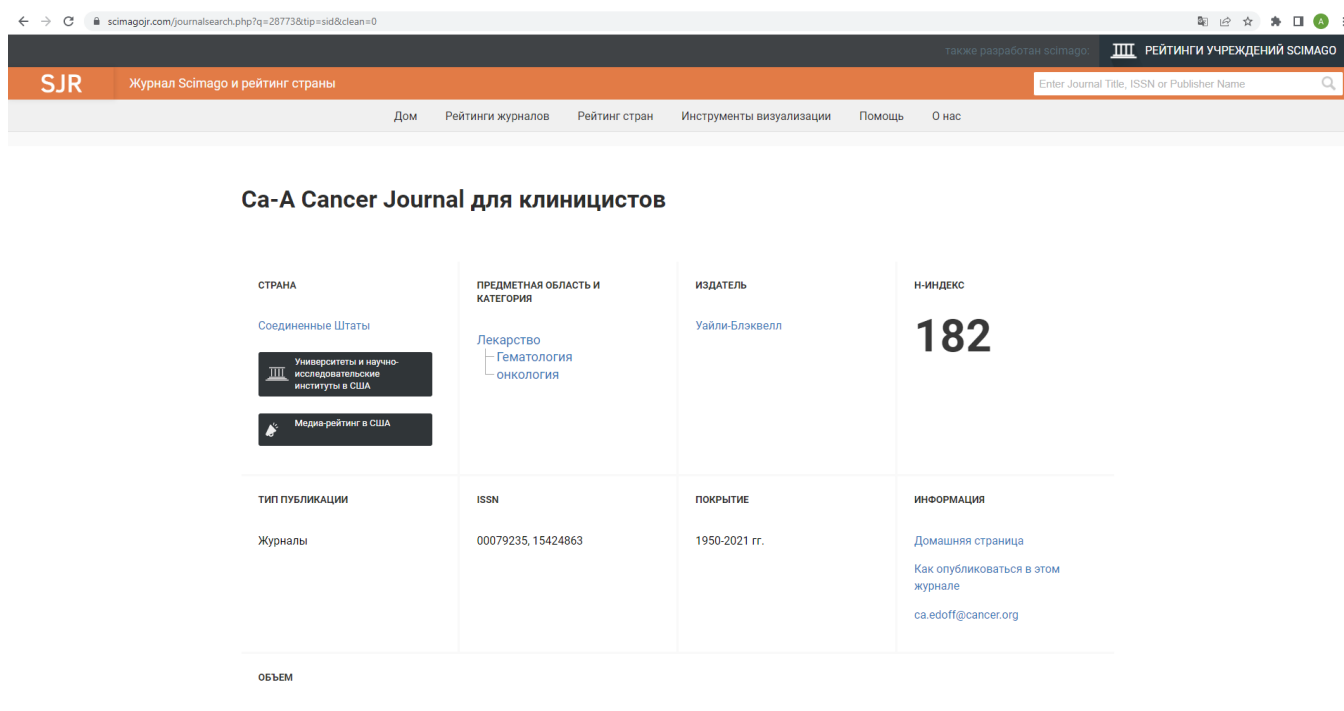 scimagojr.com/journalsearch.php?q=28773&tip=sid&clean=0
A
также разработан scimago:
РЕЙТИНГИ УЧРЕЖДЕНИЙ SCIMAGO
SJR
Журнал Scimago и рейтинг страны
Enter Journal Title, ISSN or Publisher Name
Дом Рейтинги журналов Рейтинг стран Инструменты визуализации Помощь О нас
Ca-A Cancer Journal для клиницистов
СТРАНА
Соединенные Штаты
Университеты и научно-
исследовательские
институты в США
Медиа-рейтинг в США
ПРЕДМЕТНАЯ ОБЛАСТЬ И
КАТЕГОРИЯ
Лекарство
Гематология
онкология
ИЗДАТЕЛЬ
Уайли-Блэквелл
Н-ИНДЕКС
182
ТИП ПУБЛИКАЦИИ
Журналы
ISSN
00079235, 15424863
ПОКРЫТИЕ
1950-2021 гг.
ИНФОРМАЦИЯ
Домашняя страница
Как опубликоваться в этом
журнале
ca.edoff@cancer.org
ОБЪЕМ